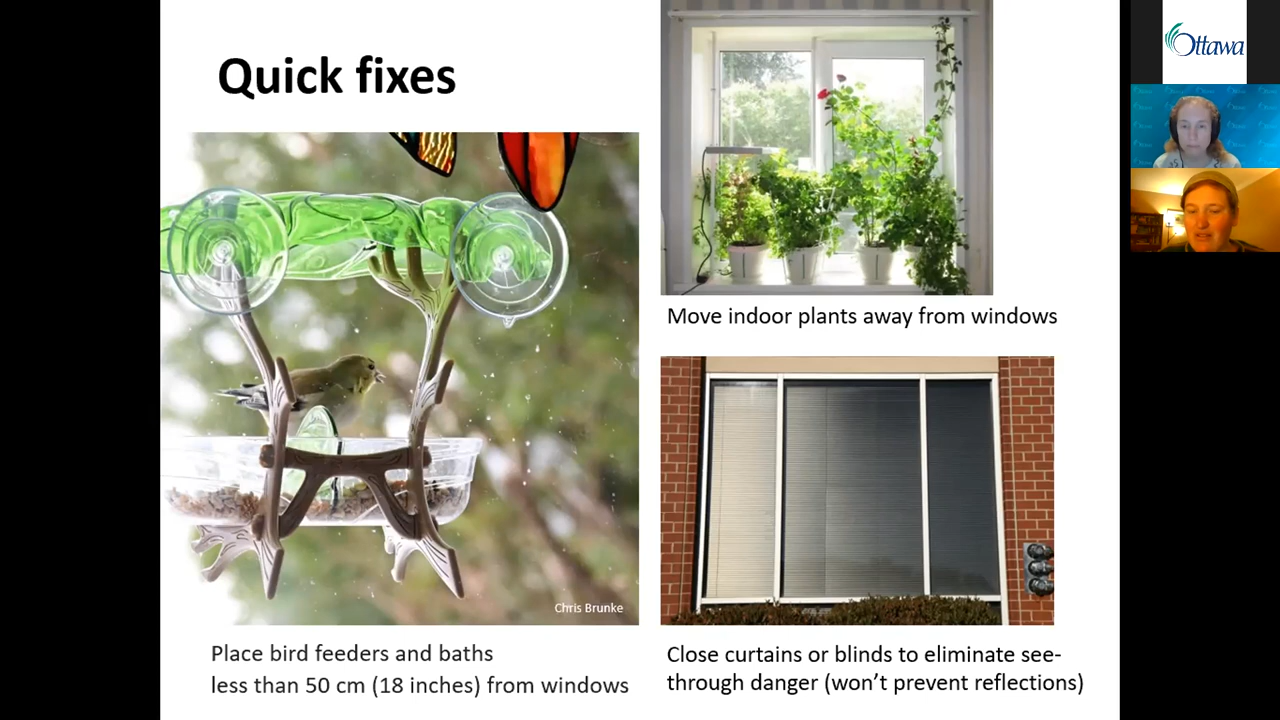 Quick fixes
Chris Brunke
Place bird feeders and baths
less than 50 cm (18 inches) from windows
Move indoor plants away from windows
Close curtains or blinds to eliminate see-
through danger (won’t prevent reflections)
Ottawa